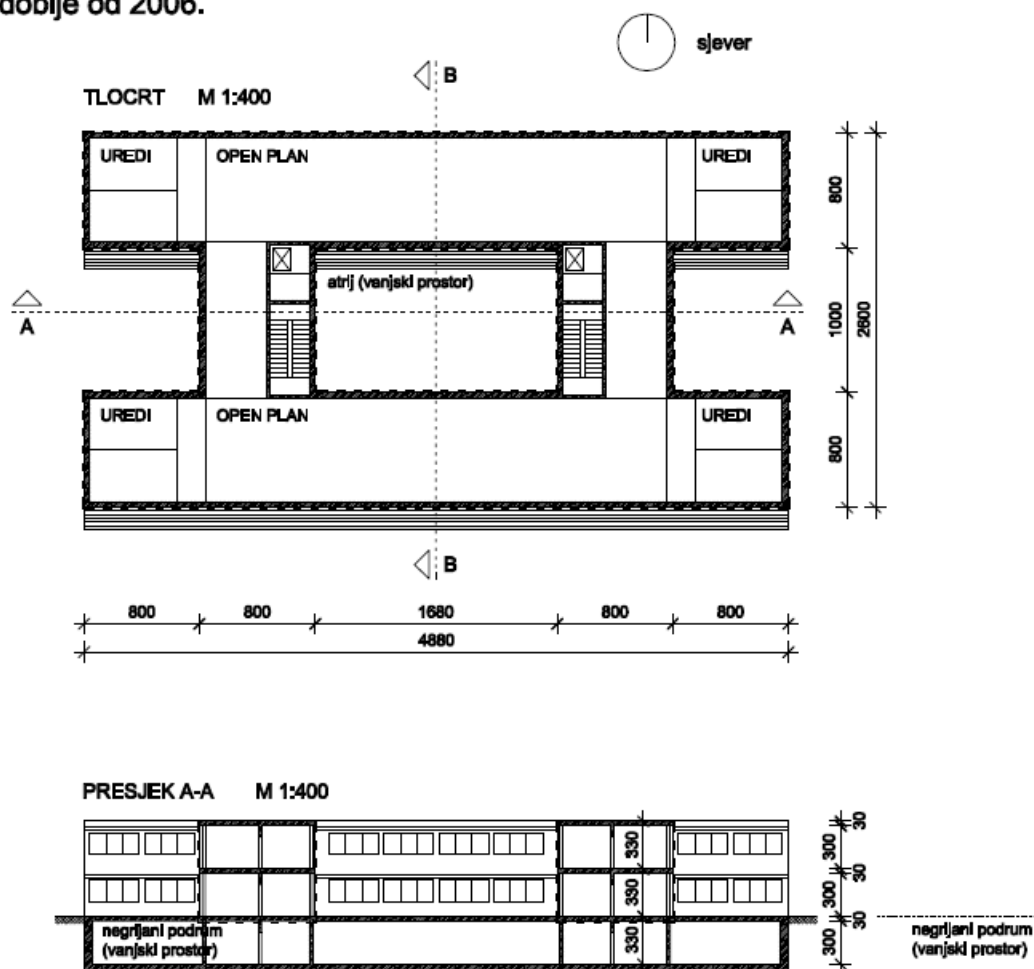 doblje od 2006.
sjever
B
TLOCRT M 1:400
UREDI OPEN PLAN UREDI
800
atrij (vanjski prostor)
A A
1000 2600
UREDI OPEN PLAN UREDI
800
B
800 800 1680 800 800
4880
PRESJEK A-A M 1:400
30
330 300
30
330 300
30
negrijani podrum
(vanjski prostor)
330 300
negrijani podrum
(vanjski prostor)